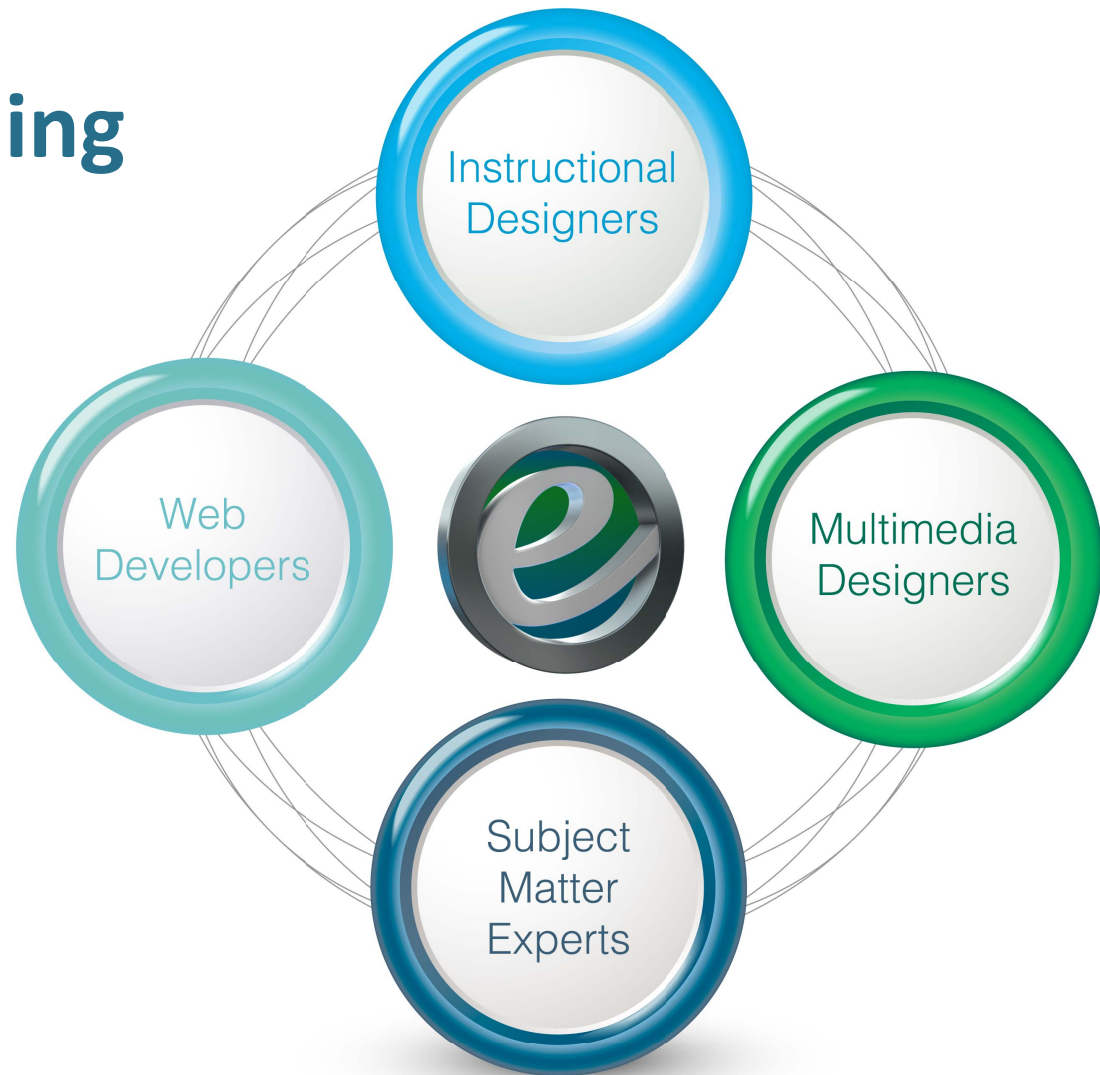 ing
Instructional
Designers
Web
Developers
e
Multimedia
Designers
Subject
Matter
Experts